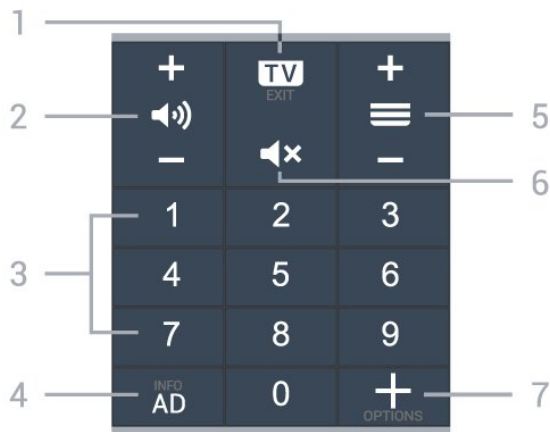 1
+ TV +
EXIT
2 5
− −
6
1 2 3
3 4 5 6
7 8 9
INFO
4 AD 0 + 7
OPTIONS